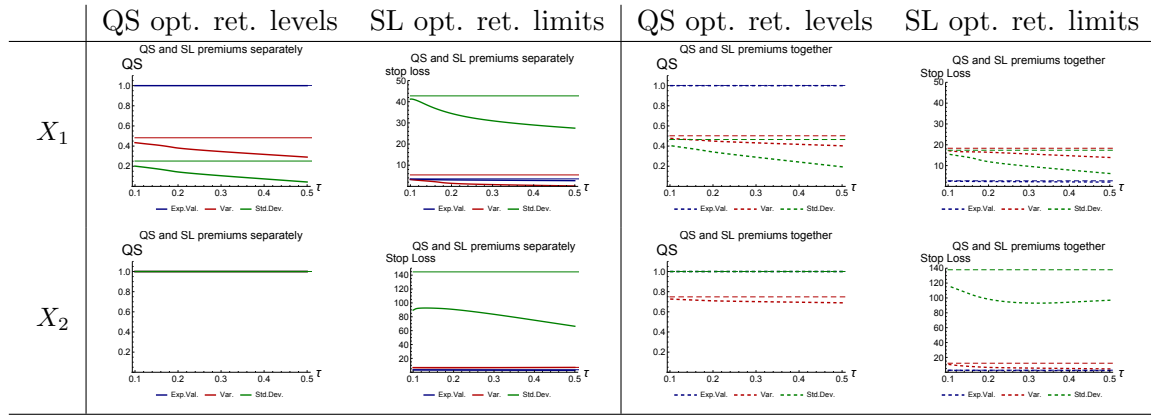 QS opt. ret. levels SL opt. ret. limits QS opt. ret. levels SL opt. ret. limits
X1
QS and SL premiums separately
QS
1.0
0.8
0.6
0.4
0.2
0.1 0.2 0.3 0.4 0.5 τ
Exp.Val. Var. Std.Dev.
QS and SL premiums separately
stop loss
50
40
30
20
10
0.1 0.2 0.3 0.4 0.5 τ
Exp.Val. Var. Std.Dev.
QS and SL premiums together
QS
1.0
0.8
0.6
0.4
0.2
0.1 0.2 0.3 0.4 0.5 τ
Exp.Val. Var. Std.Dev.
QS and SL premiums together
Stop Loss
50
40
30
20
10
0.1 0.2 0.3 0.4 0.5 τ
Exp.Val. Var. Std.Dev.
X2
QS and SL premiums separately
QS
1.0
0.8
0.6
0.4
0.2
0.1 0.2 0.3 0.4 0.5 τ
Exp.Val. Var. Std.Dev.
QS and SL premiums separately
Stop Loss
140
120
100
80
60
40
20
0.1 0.2 0.3 0.4 0.5 τ
Exp.Val. Var. Std.Dev.
QS and SL premiums together
QS
1.0
0.8
0.6
0.4
0.2
0.1 0.2 0.3 0.4 0.5 τ
Exp.Val. Var. Std.Dev.
QS and SL premiums together
Stop Loss
140
120
100
80
60
40
20
0.1 0.2 0.3 0.4 0.5 τ
Exp.Val. Var. Std.Dev.